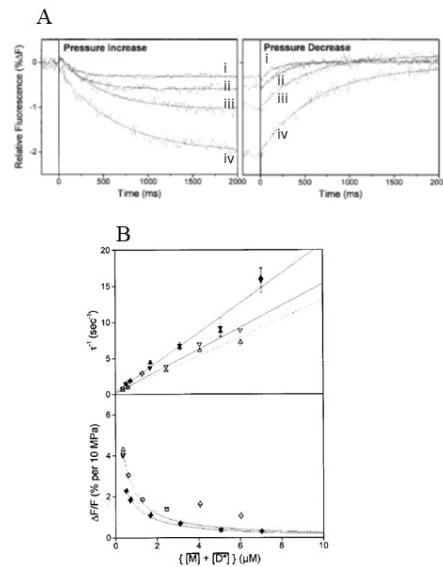 A
Pressure Increase
Pressure Decrease
Relative Fluorescence (%ΔF)
0
-1
-2
i
ii
iii
iv
i
ii
iii
iv
0 500 1000 1500 2000
0 500 1000 1500 2000
Time (ms)
Time (ms)
B
τ⁻¹ (sec⁻¹)
20
15
10
5
0
ΔF/F (% per 10 MPa)
6
4
2
0
0 2 4 6 8 10
{ [M] + [D*] } (μM)